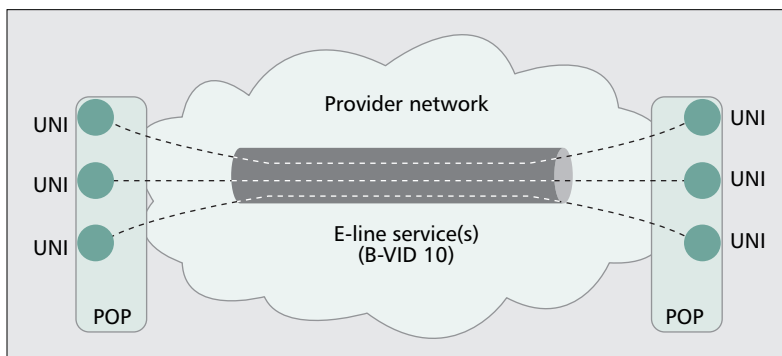 Provider network
UNI
UNI
UNI
UNI
UNI
UNI
E-line service(s)
(B-VID 10)
POP
POP